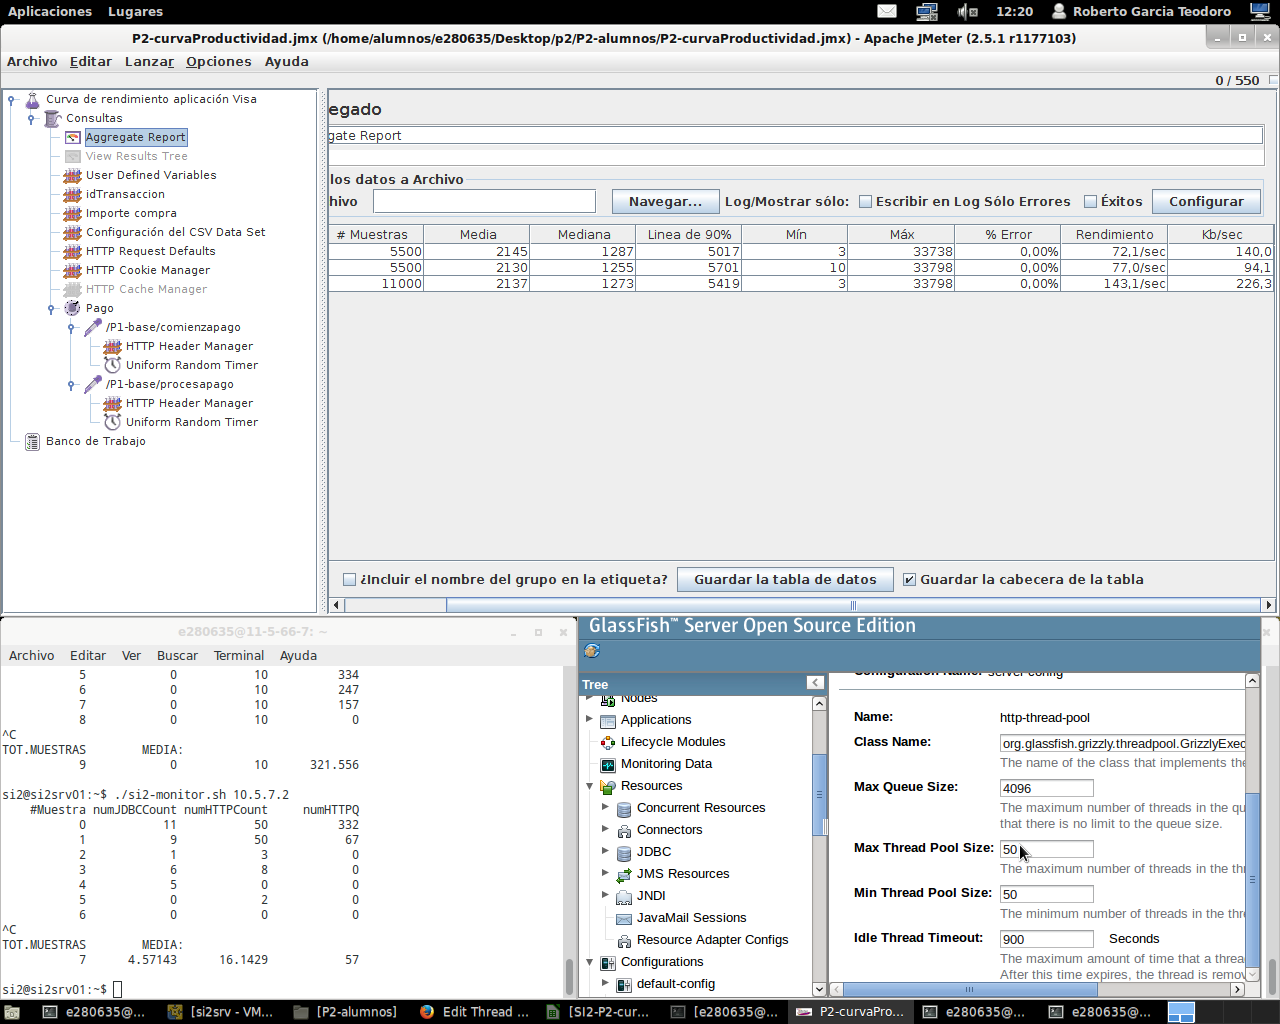 Aplicaciones Lugares 12:20 Roberto Garcia Teodoro
P2-curvaProductividad.jmx (/home/alumnos/e280635/Desktop/p2/P2-alumnos/P2-curvaProductividad.jmx) - Apache JMeter (2.5.1 r1177103)
Archivo Editar Lanzar Opciones Ayuda
0 / 550
Curva de rendimiento aplicación Visa
Consultas
Aggregate Report
View Results Tree
User Defined Variables
idTransaccion
Importe compra
Configuración del CSV Data Set
HTTP Request Defaults
HTTP Cookie Manager
HTTP Cache Manager
Pago
/P1-base/comienzapago
HTTP Header Manager
Uniform Random Timer
/P1-base/procesapago
HTTP Header Manager
Uniform Random Timer
Banco de Trabajo
egado
gate Report
los datos a Archivo
hivo Navegar... Log/Mostrar sólo: Escribir en Log Sólo Errores Éxitos Configurar
# Muestras Media Mediana Linea de 90% Mín Máx % Error Rendimiento Kb/sec
5500 2145 1287 5017 3 33738 0,00% 72,1/sec 140,0
5500 2130 1255 5701 10 33798 0,00% 77,0/sec 94,1
11000 2137 1273 5419 3 33798 0,00% 143,1/sec 226,3
¿Incluir el nombre del grupo en la etiqueta? Guardar la tabla de datos Guardar la cabecera de la tabla
e280635@11-5-66-7: ~
Archivo Editar Ver Buscar Terminal Ayuda
5 0 10 334
6 0 10 247
7 0 10 157
8 0 10 0
^C
TOT.MUESTRAS MEDIA:
9 0 10 321.556
si2@si2srv01:~$ ./si2-monitor.sh 10.5.7.2
#Muestra numJDBCCount numHTTPCount numHTTPQ
0 11 50 332
1 9 50 67
2 1 3 0
3 6 8 0
4 5 0 0
5 0 2 0
6 0 0 0
^C
TOT.MUESTRAS MEDIA:
7 4.57143 16.1429 57
si2@si2srv01:~$
GlassFish™ Server Open Source Edition
Tree
Nodes
Applications
Lifecycle Modules
Monitoring Data
Resources
Concurrent Resources
Connectors
JDBC
JMS Resources
JNDI
JavaMail Sessions
Resource Adapter Configs
Configurations
default-config
Configuration Name: server-config
Name: http-thread-pool
Class Name: org.glassfish.grizzly.threadpool.GrizzlyExec
The name of the class that implements the
Max Queue Size: 4096
The maximum number of threads in the qu
that there is no limit to the queue size.
Max Thread Pool Size: 50
The maximum number of threads in the thr
Min Thread Pool Size: 50
The minimum number of threads in the thre
Idle Thread Timeout: 900 Seconds
The maximum amount of time that a threa
After this time expires, the thread is remov
e280635@... [si2srv - VM... [P2-alumnos] Edit Thread ... [SI2-P2-cur... [e280635@... P2-curvaPro... e280635@... e280635@...